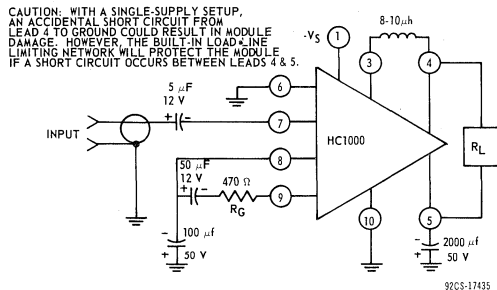 CAUTION: WITH A SINGLE-SUPPLY SETUP,
AN ACCIDENTAL SHORT CIRCUIT FROM
LEAD 4 TO GROUND COULD RESULT IN MODULE
DAMAGE. HOWEVER, THE BUILT-IN LOAD-LINE
LIMITING NETWORK WILL PROTECT THE MODULE
IF A SHORT CIRCUIT OCCURS BETWEEN LEADS 4 & 5.
8-10μh
-VS
1
3
4
5 μF
12 V
+ -
6
INPUT
7
HC1000
RL
8
50 μF
12 V
+ -
470 Ω
RG
9
10
5
- 100 μf
+ 50 V
- 2000 μf
+ 50 V
92CS-17435